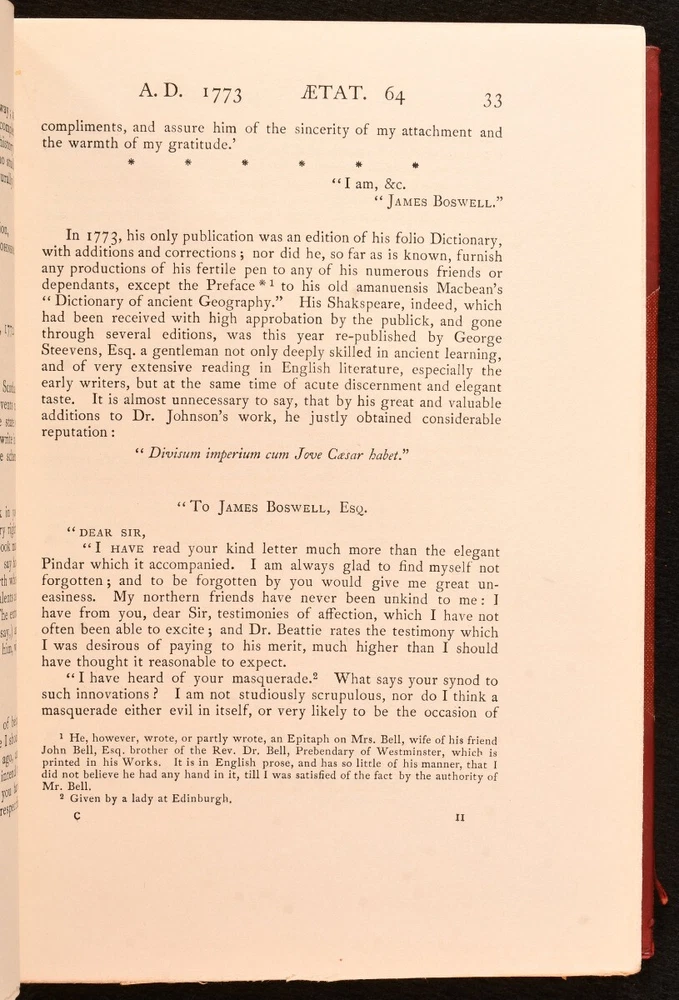 A. D. 1773 ÆTAT. 64 33
compliments, and assure him of the sincerity of my attachment and
the warmth of my gratitude.'
* * * * * *
“I am, &c.
“JAMES BOSWELL.”
In 1773, his only publication was an edition of his folio Dictionary,
with additions and corrections; nor did he, so far as is known, furnish
any productions of his fertile pen to any of his numerous friends or
dependants, except the Preface*1 to his old amanuensis Macbean's
“Dictionary of ancient Geography.” His Shakspeare, indeed, which
had been received with high approbation by the publick, and gone
through several editions, was this year re-published by George
Steevens, Esq. a gentleman not only deeply skilled in ancient learning,
and of very extensive reading in English literature, especially the
early writers, but at the same time of acute discernment and elegant
taste. It is almost unnecessary to say, that by his great and valuable
additions to Dr. Johnson's work, he justly obtained considerable
reputation:
“Divisum imperium cum Jove Cæsar habet.”
“TO JAMES BOSWELL, ESQ.
“DEAR SIR,
“I HAVE read your kind letter much more than the elegant
Pindar which it accompanied. I am always glad to find myself not
forgotten; and to be forgotten by you would give me great un-
easiness. My northern friends have never been unkind to me: I
have from you, dear Sir, testimonies of affection, which I have not
often been able to excite; and Dr. Beattie rates the testimony which
I was desirous of paying to his merit, much higher than I should
have thought it reasonable to expect.
“I have heard of your masquerade.2 What says your synod to
such innovations? I am not studiously scrupulous, nor do I think a
masquerade either evil in itself, or very likely to be the occasion of
1 He, however, wrote, or partly wrote, an Epitaph on Mrs. Bell, wife of his friend
John Bell, Esq. brother of the Rev. Dr. Bell, Prebendary of Westminster, which is
printed in his Works. It is in English prose, and has so little of his manner, that I
did not believe he had any hand in it, till I was satisfied of the fact by the authority of
Mr. Bell.
2 Given by a lady at Edinburgh.
C II